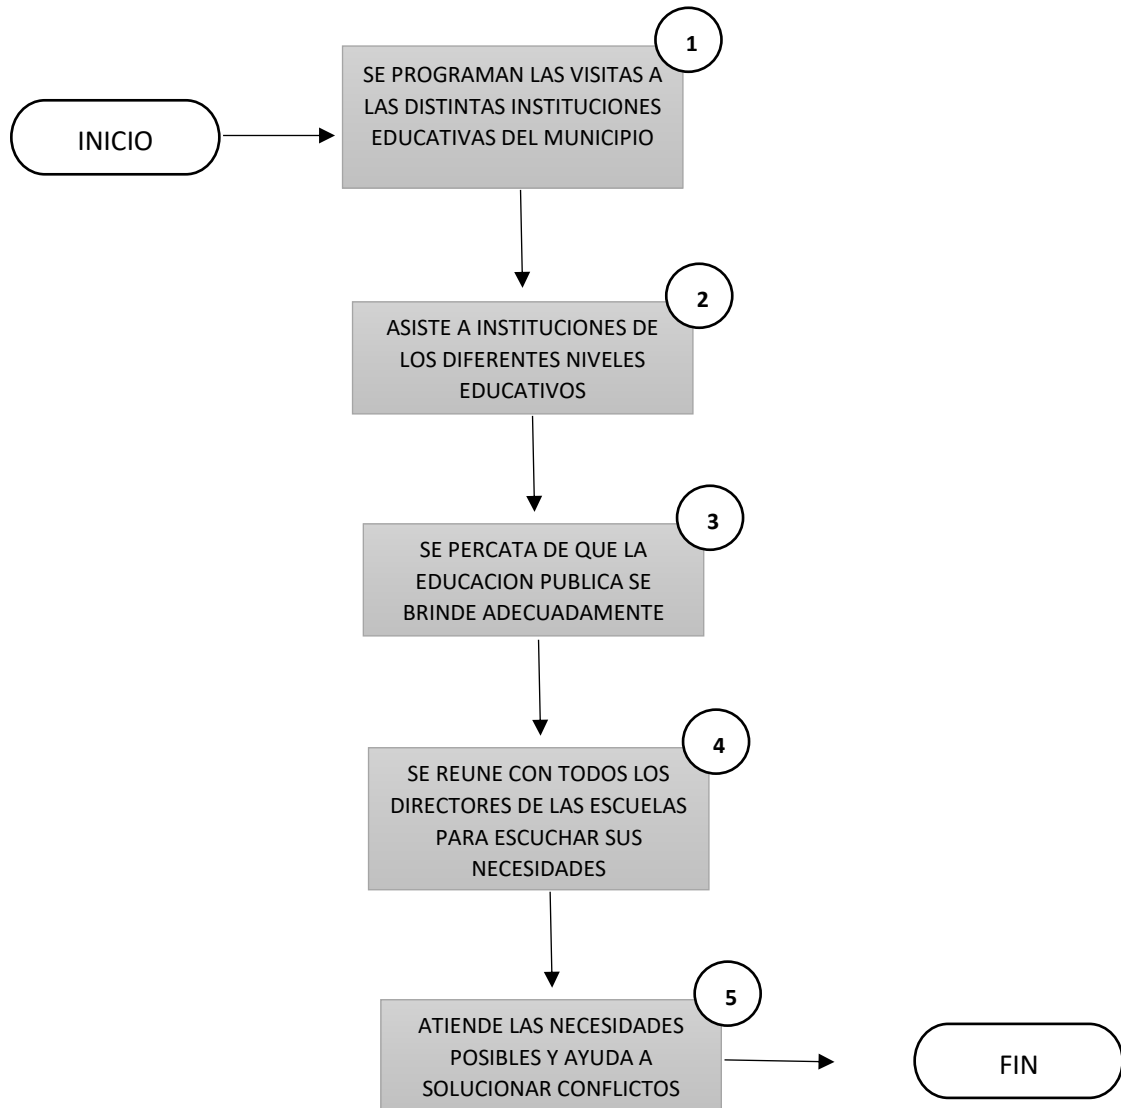 1
SE PROGRAMAN LAS VISITAS A
LAS DISTINTAS INSTITUCIONES
EDUCATIVAS DEL MUNICIPIO
INICIO
2
ASISTE A INSTITUCIONES DE
LOS DIFERENTES NIVELES
EDUCATIVOS
3
SE PERCATA DE QUE LA
EDUCACION PUBLICA SE
BRINDE ADECUADAMENTE
4
SE REUNE CON TODOS LOS
DIRECTORES DE LAS ESCUELAS
PARA ESCUCHAR SUS
NECESIDADES
5
ATIENDE LAS NECESIDADES
POSIBLES Y AYUDA A
SOLUCIONAR CONFLICTOS
FIN